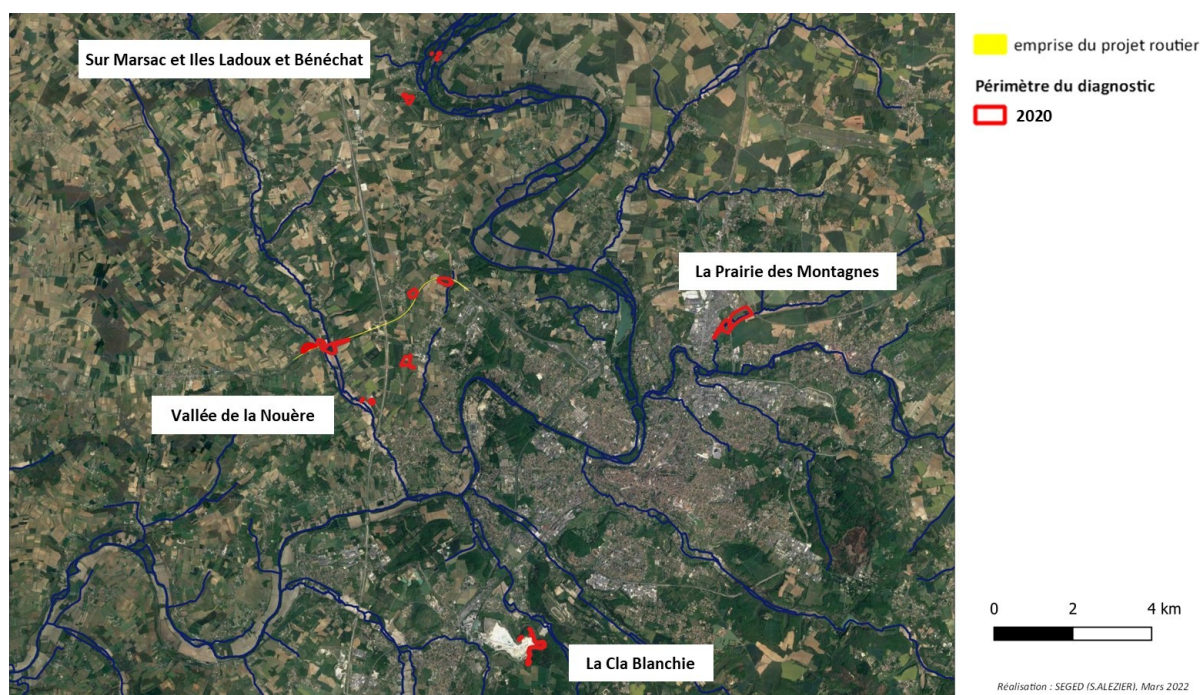 Sur Marsac et Iles Ladoux et Bénéchat
La Prairie des Montagnes
Vallée de la Nouère
La Cla Blanchie
emprise du projet routier
Périmètre du diagnostic
2020
0 2 4 km
Réalisation : SEGED (S.ALEZIER), Mars 2022